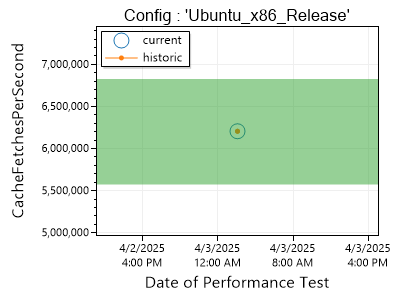 Config : 'Ubuntu_x86_Release'
current
historic
CacheFetchesPerSecond
7,000,000
6,500,000
6,000,000
5,500,000
5,000,000
4/2/2025 4/3/2025 4/3/2025 4/3/2025
4:00 PM 12:00 AM 8:00 AM 4:00 PM
Date of Performance Test